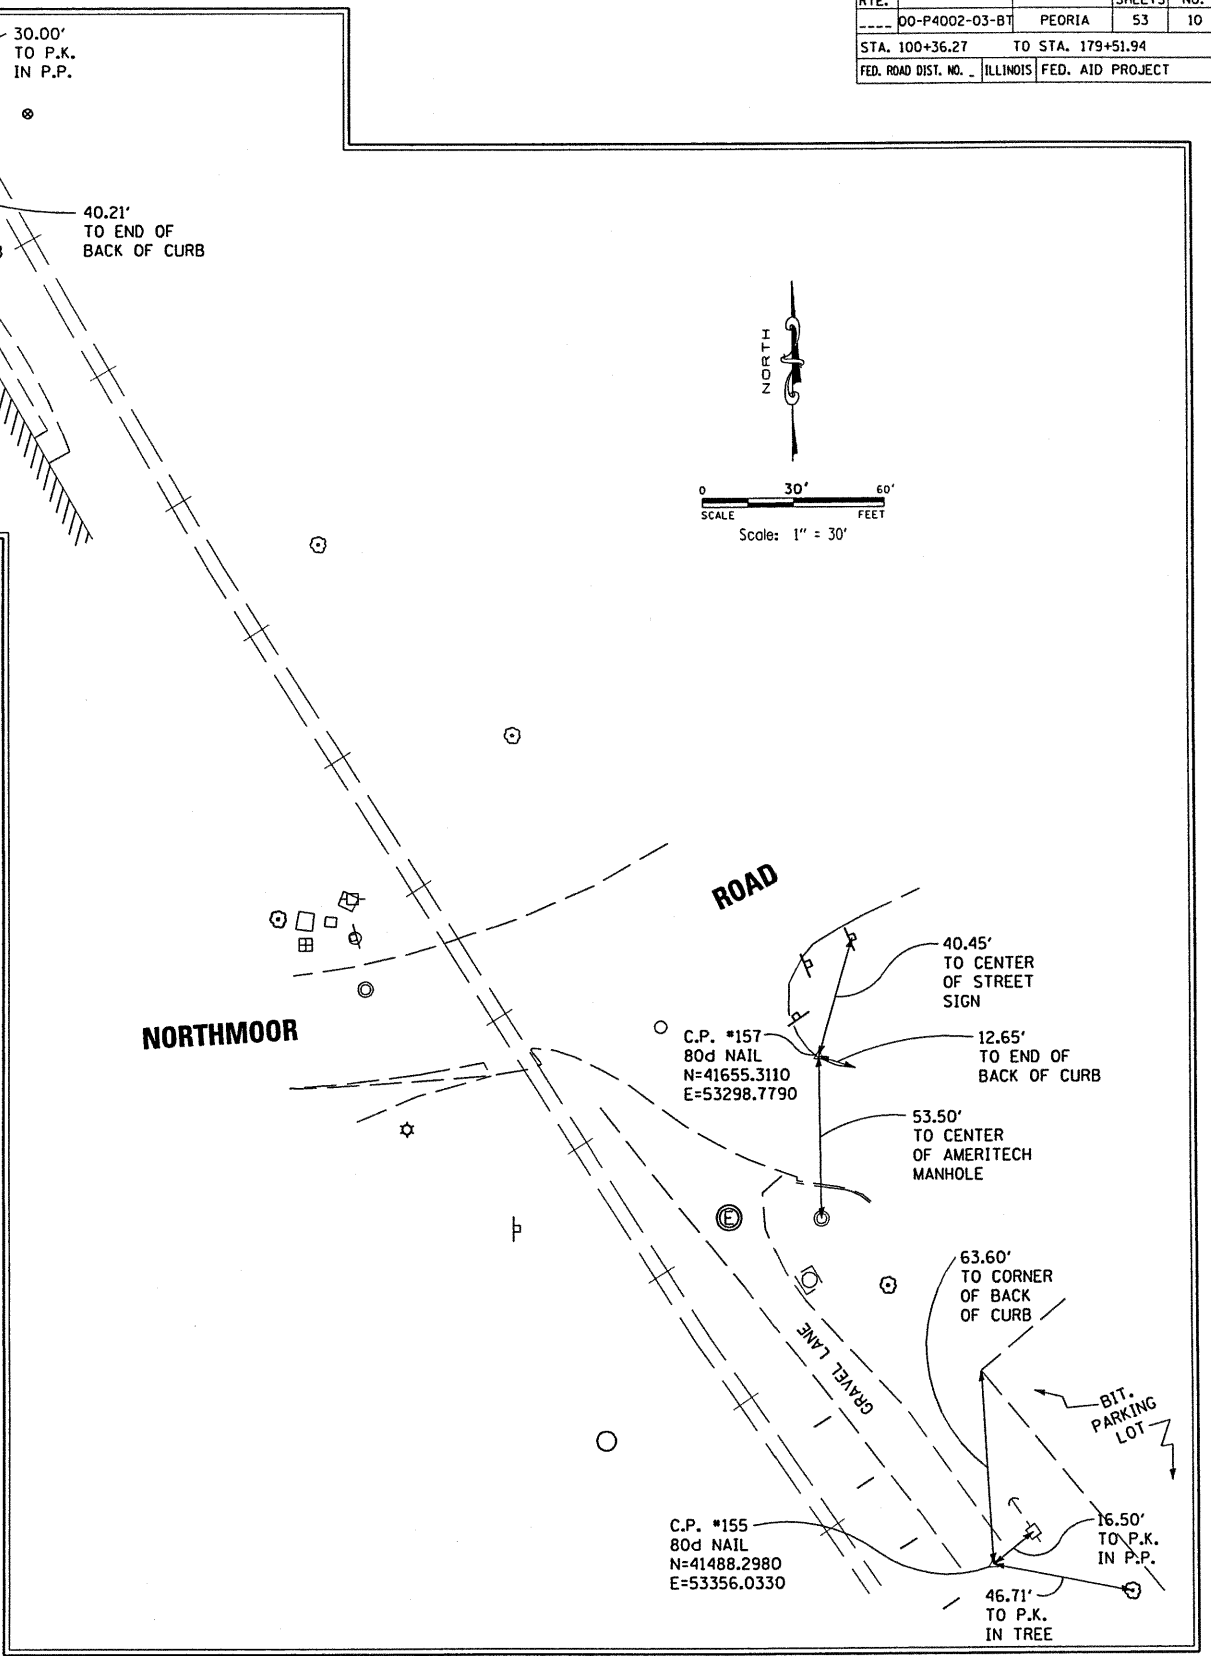 RTE. SHEETS NO.
---- 00-P4002-03-BT PEORIA 53 10
STA. 100+36.27 TO STA. 179+51.94
FED. ROAD DIST. NO. _ ILLINOIS FED. AID PROJECT
30.00'
TO P.K.
IN P.P.
40.21'
TO END OF
BACK OF CURB
NORTH
0 30' 60'
SCALE FEET
Scale: 1" = 30'
ROAD
NORTHMOOR
40.45'
TO CENTER
OF STREET
SIGN
C.P. #157
80d NAIL
N=41655.3110
E=53298.7790
12.65'
TO END OF
BACK OF CURB
53.50'
TO CENTER
OF AMERITECH
MANHOLE
E
63.60'
TO CORNER
OF BACK
OF CURB
GRAVEL LANE
BIT.
PARKING
LOT
C.P. #155
80d NAIL
N=41488.2980
E=53356.0330
16.50'
TO P.K.
IN P.P.
46.71'
TO P.K.
IN TREE